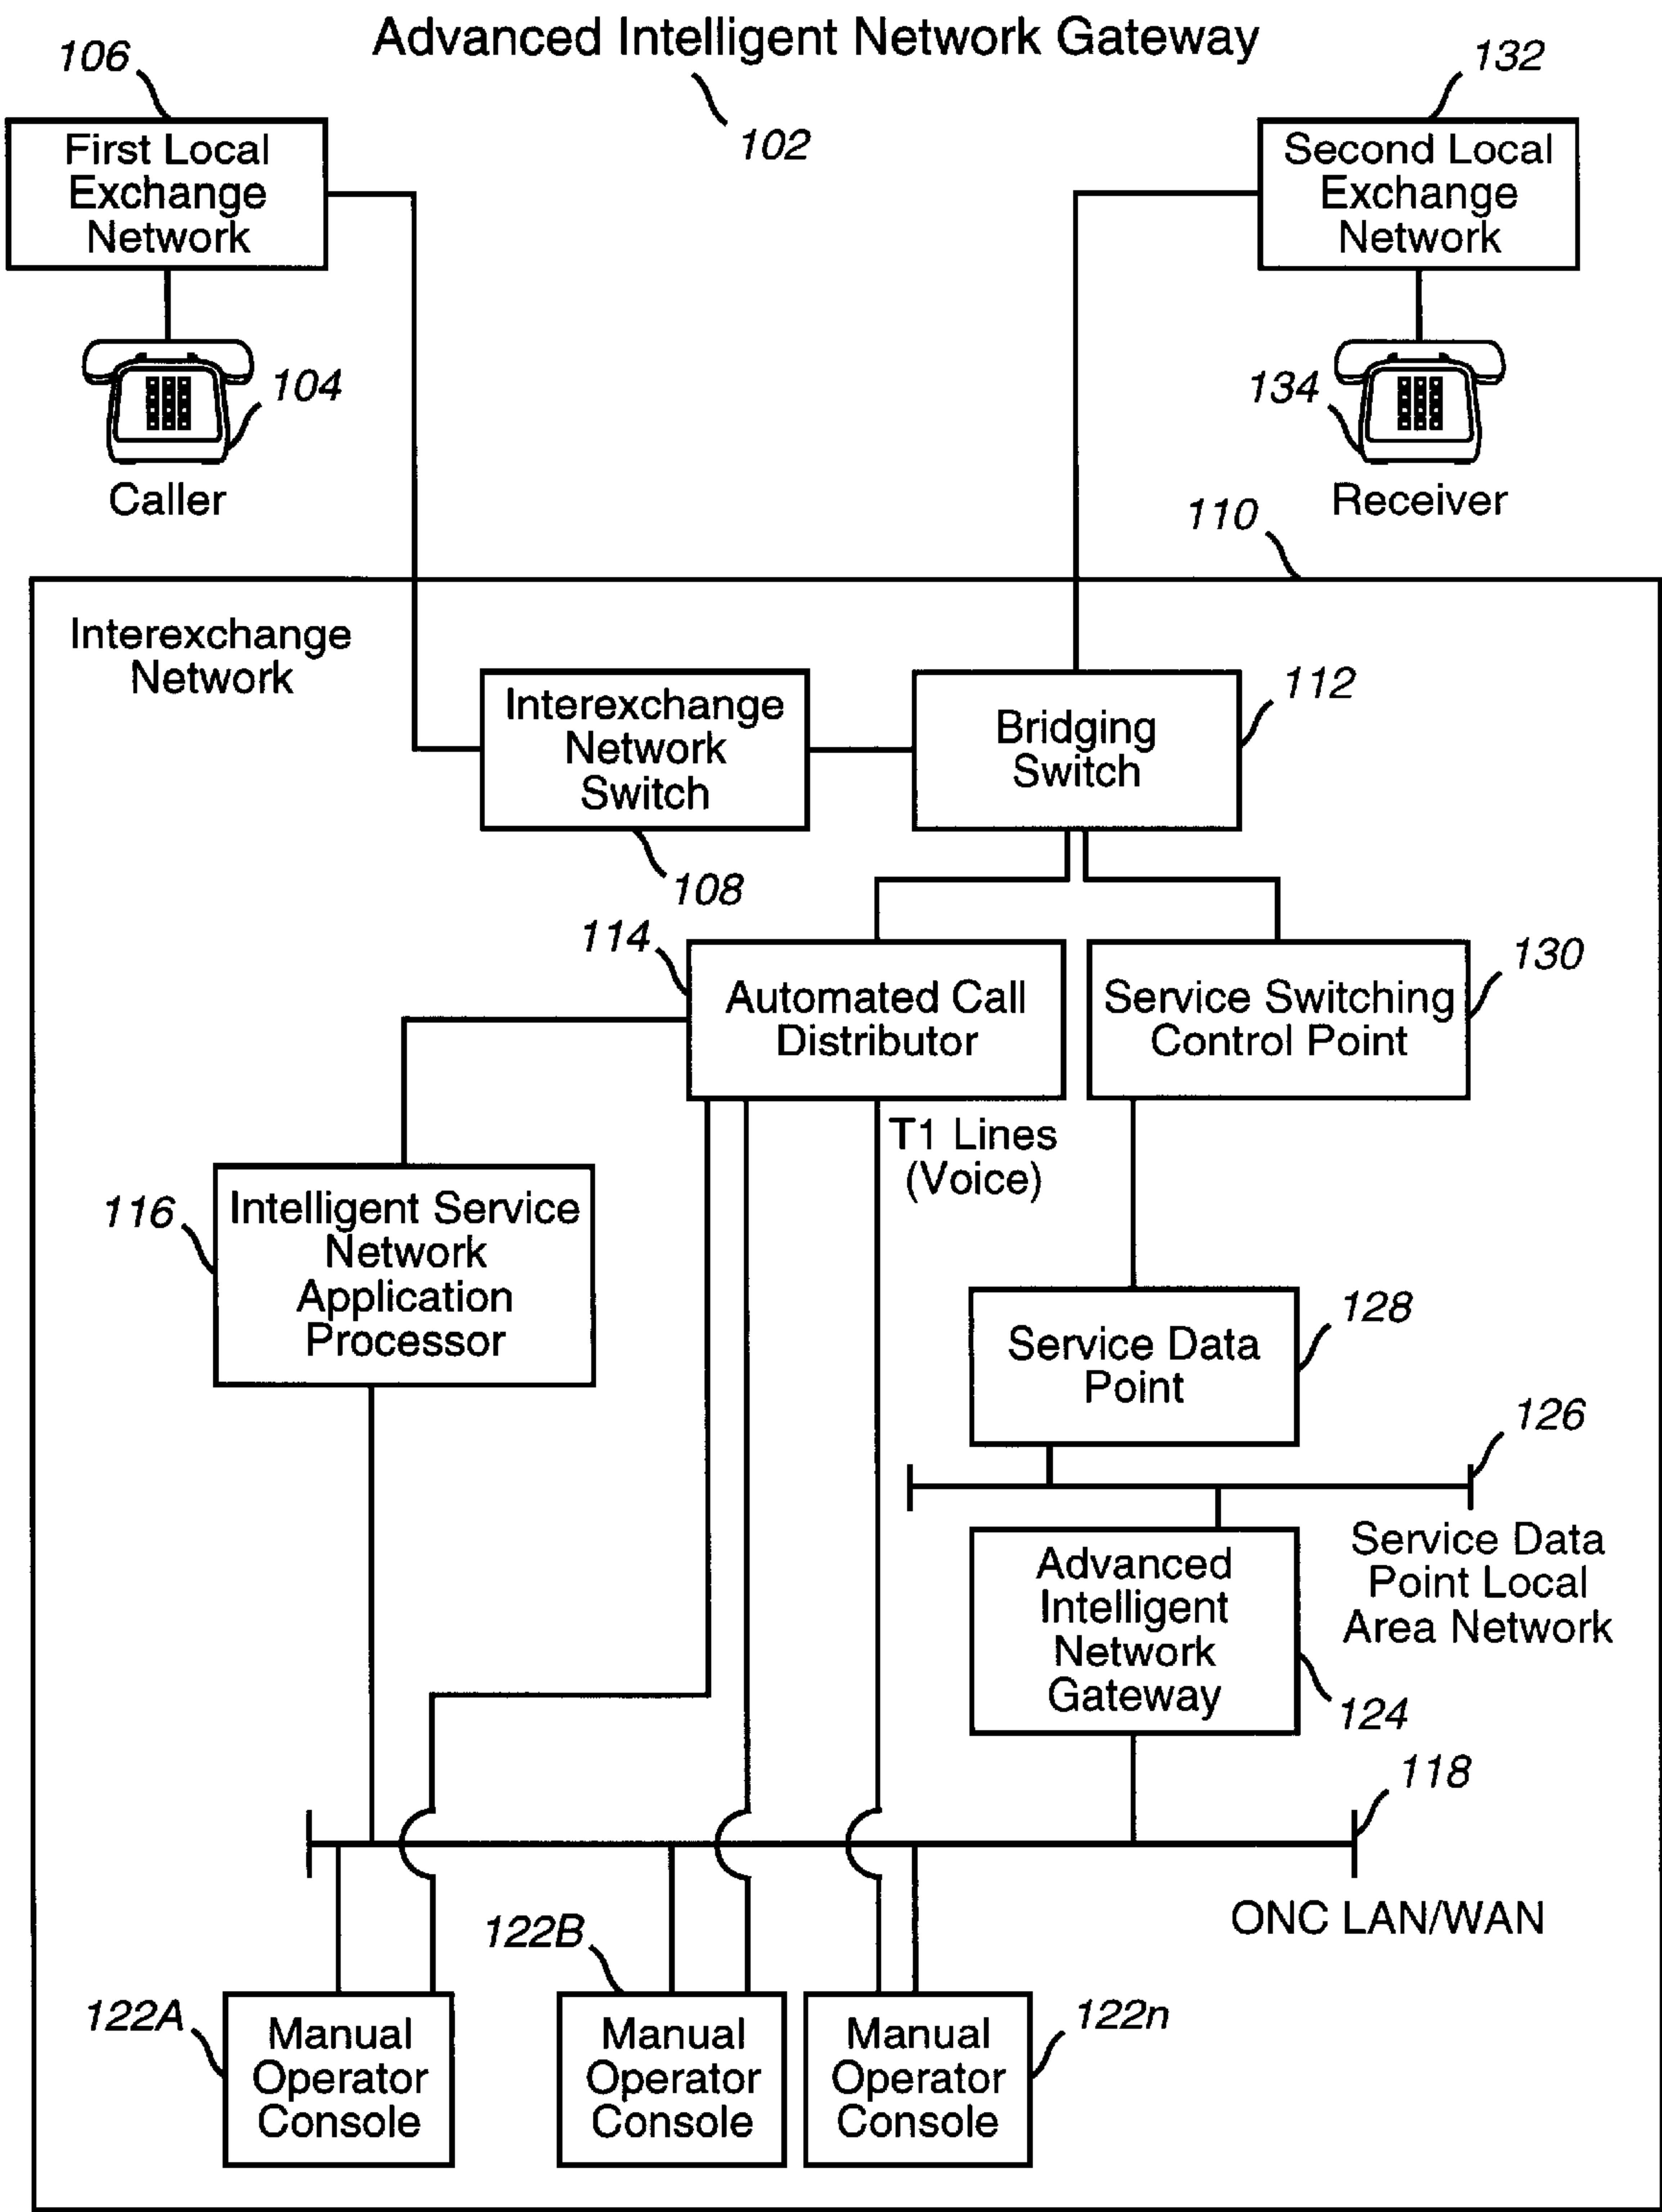 Advanced Intelligent Network Gateway
102
106
First Local
Exchange
Network
104
Caller
132
Second Local
Exchange
Network
134
Receiver
110
Interexchange
Network
Interexchange
Network
Switch
108
Bridging
Switch
112
114
Automated Call
Distributor
Service Switching
Control Point
130
T1 Lines
(Voice)
116
Intelligent Service
Network
Application
Processor
Service Data
Point
128
126
Service Data
Point Local
Area Network
Advanced
Intelligent
Network
Gateway
124
118
ONC LAN/WAN
122A
Manual
Operator
Console
122B
Manual
Operator
Console
122n
Manual
Operator
Console